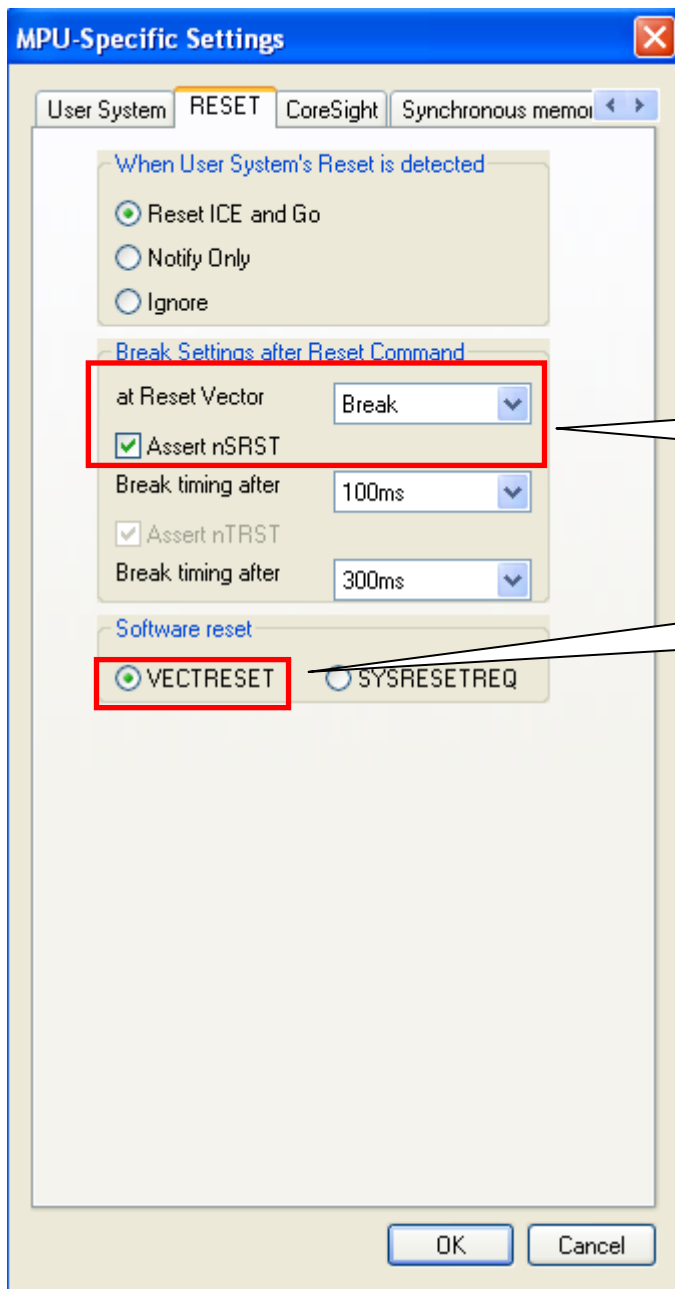 MPU-Specific Settings
User System RESET CoreSight Synchronous memor
When User System's Reset is detected
Reset ICE and Go
Notify Only
Ignore
Break Settings after Reset Command
at Reset Vector Break
Assert nSRST
Break timing after 100ms
Assert nTRST
Break timing after 300ms
Software reset
VECTRESET SYSRESETREQ
OK Cancel